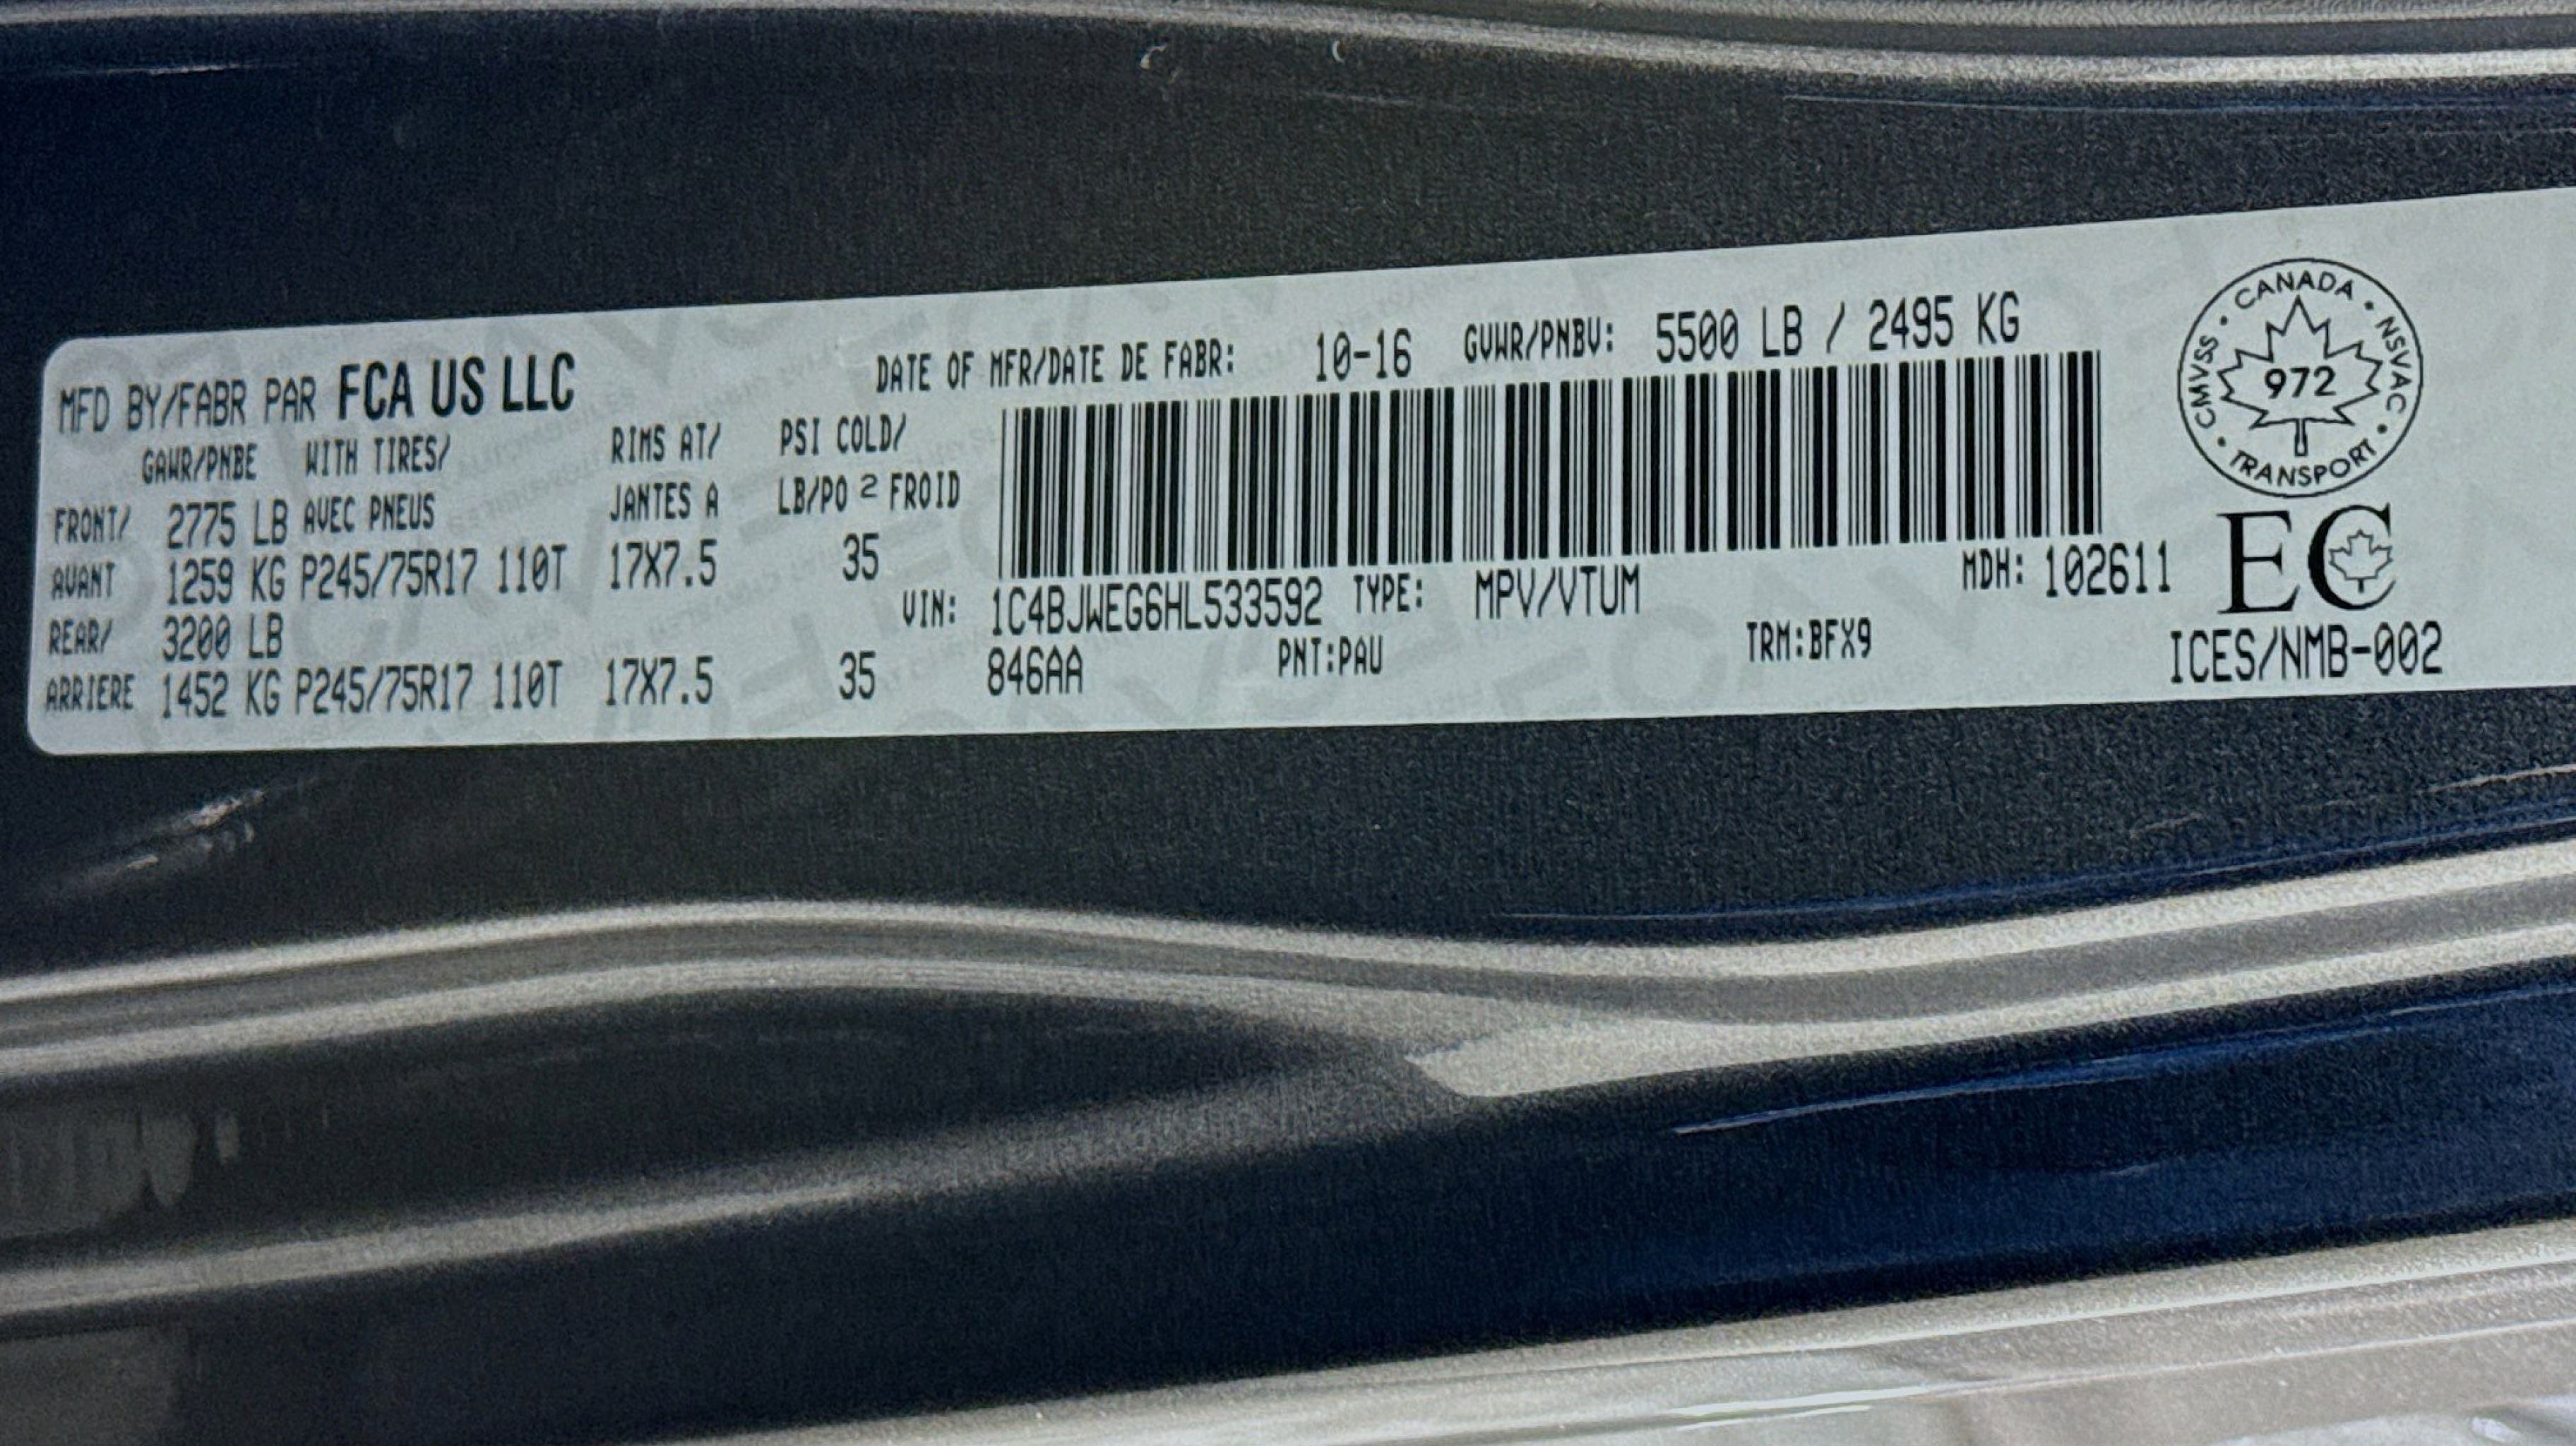 MFD BY/FABR PAR FCA US LLC
DATE OF MFR/DATE DE FABR: 10-16 GVWR/PNBV: 5500 LB / 2495 KG
GAWR/PNBE WITH TIRES/ RIMS AT/ PSI COLD/
FRONT/ 2775 LB AVEC PNEUS JANTES A LB/PO 2 FROID
AVANT 1259 KG P245/75R17 110T 17X7.5 35
REAR/ 3200 LB
ARRIERE 1452 KG P245/75R17 110T 17X7.5 35
VIN: 1C4BJWEG6HL533592 TYPE: MPV/VTUM MDH: 102611
846AA PNT:PAU TRM:BFX9
CANADA • NSVAC • TRANSPORT • CMVSS •
972
EC
ICES/NMB-002